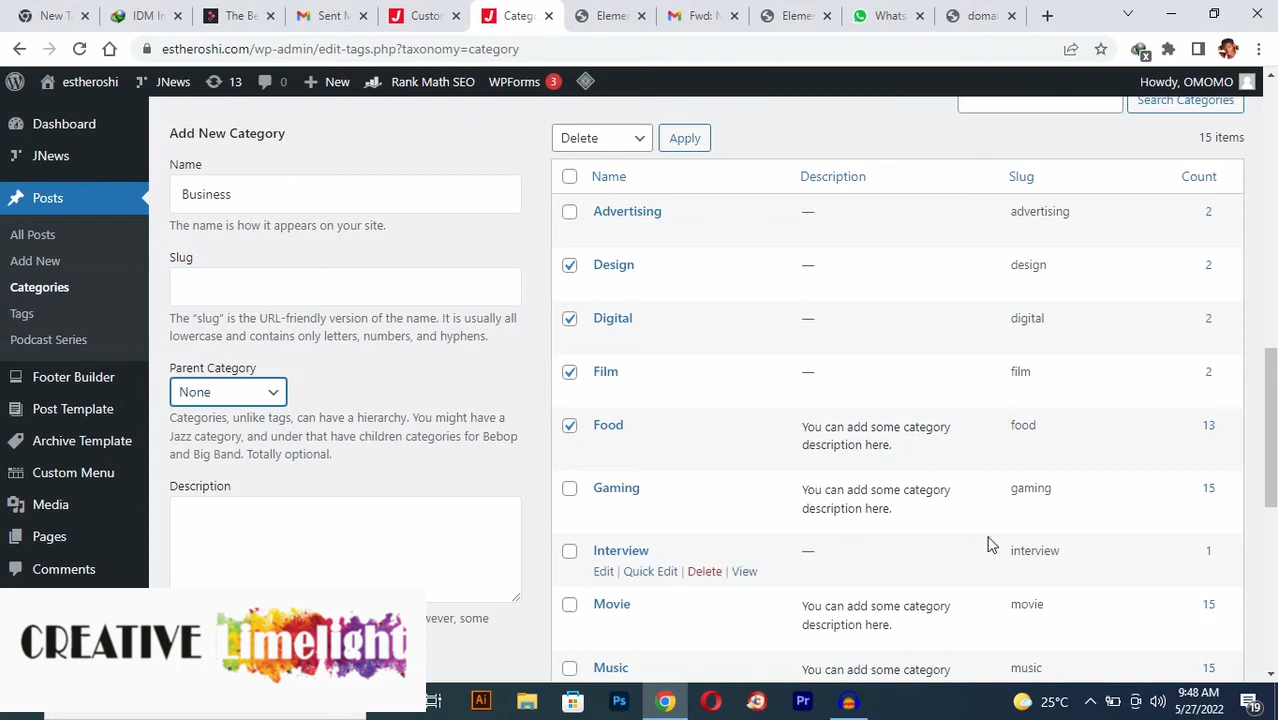 New T
IDM In
The Be
Sent M
Custo
Categ
Eleme
Fwd: N
Eleme
Whats
domai
estheroshi.com/wp-admin/edit-tags.php?taxonomy=category
estheroshi
JNews
13
0
New
Rank Math SEO
WPForms
3
Howdy, OMOMO
Dashboard
JNews
Posts
All Posts
Add New
Categories
Tags
Podcast Series
Footer Builder
Post Template
Archive Template
Custom Menu
Media
Pages
Comments
Add New Category
Name
Business
The name is how it appears on your site.
Slug
The “slug” is the URL-friendly version of the name. It is usually all
lowercase and contains only letters, numbers, and hyphens.
Parent Category
None
Categories, unlike tags, can have a hierarchy. You might have a
Jazz category, and under that have children categories for Bebop
and Big Band. Totally optional.
Description
owever, some
Search Categories
Delete
Apply
15 items
Name Description Slug Count
Advertising — advertising 2
Design — design 2
Digital — digital 2
Film — film 2
Food You can add some category description here. food 13
Gaming You can add some category description here. gaming 15
Interview — interview 1
Edit | Quick Edit | Delete | View
Movie You can add some category description here. movie 15
Music You can add some category music 15
CREATIVE Limelight
Ai
Ps
Pr
25°C
9:48 AM
5/27/2022
19